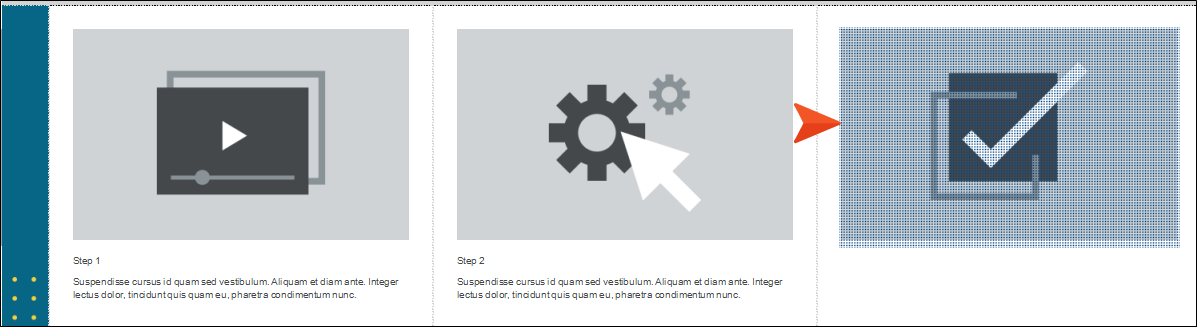 Step 1
Suspendisse cursus id quam sed vestibulum. Aliquam et diam ante. Integer
lectus dolor, tincidunt quis quam eu, pharetra condimentum nunc.
Step 2
Suspendisse cursus id quam sed vestibulum. Aliquam et diam ante. Integer
lectus dolor, tincidunt quis quam eu, pharetra condimentum nunc.